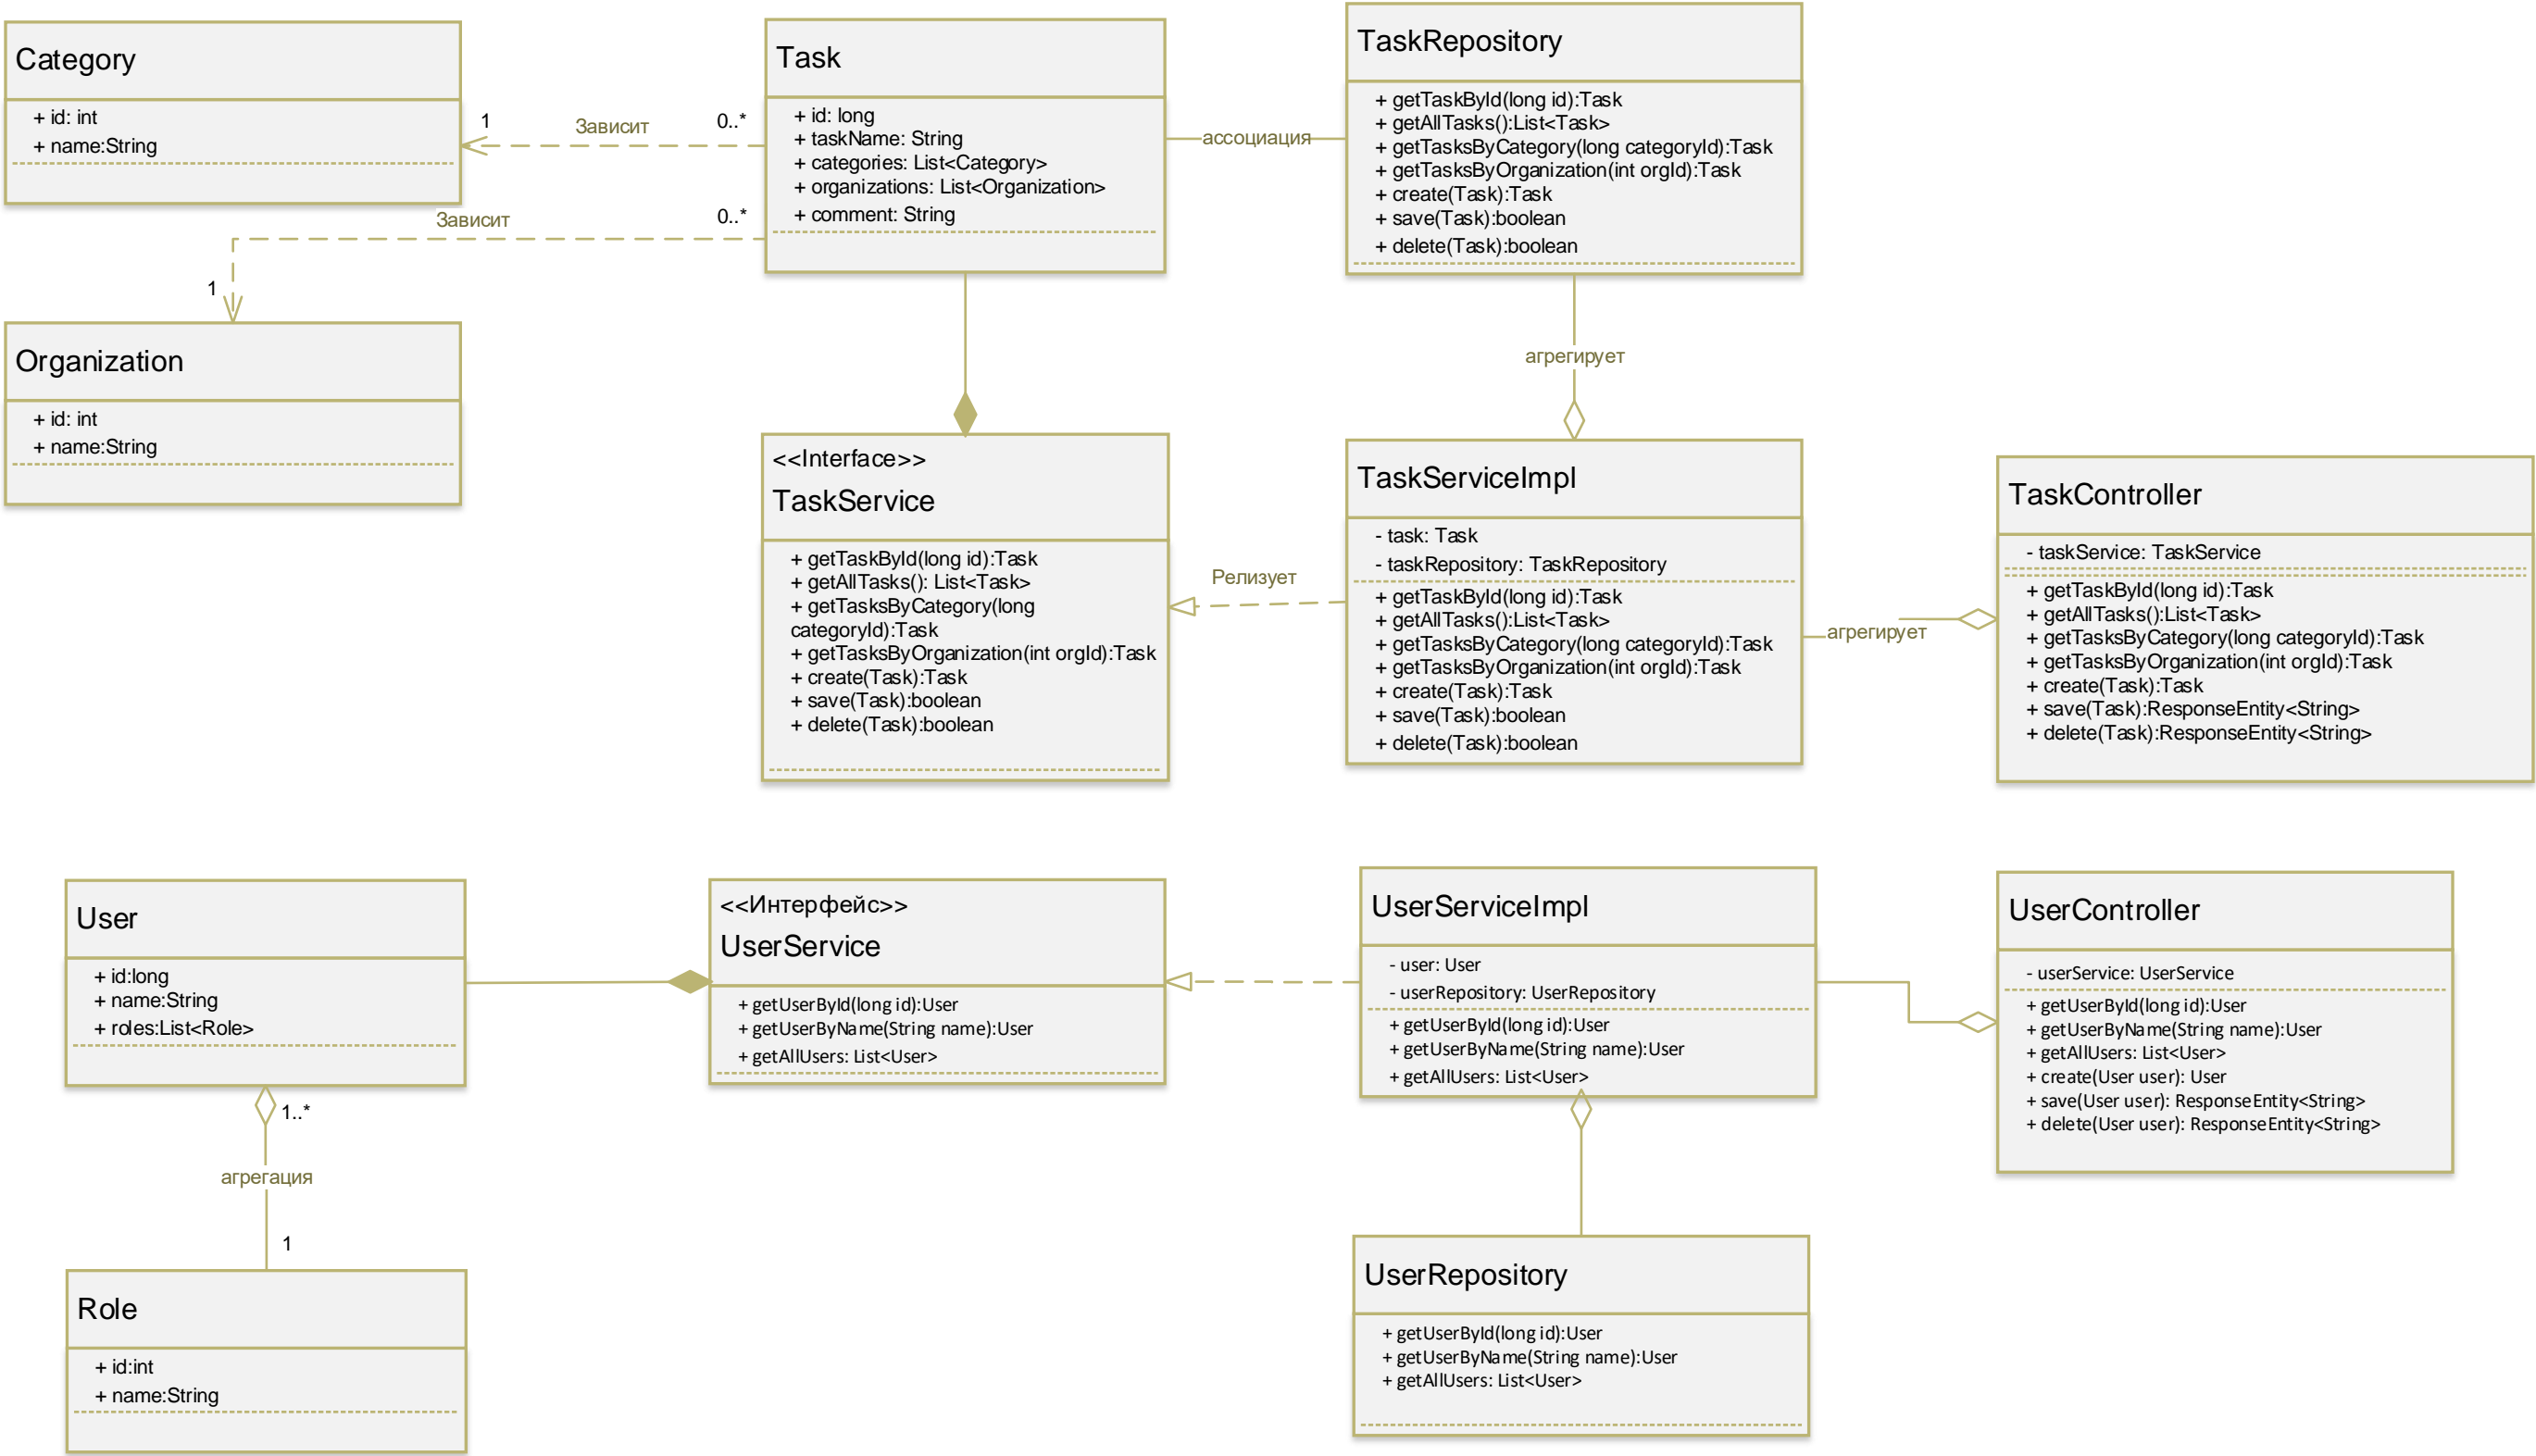 Category
+ id: int
+ name:String
1
Зависит
0..*
Task
+ id: long
+ taskName: String
+ categories: List<Category>
+ organizations: List<Organization>
+ comment: String
ассоциация
TaskRepository
+ getTaskById(long id):Task
+ getAllTasks():List<Task>
+ getTasksByCategory(long categoryId):Task
+ getTasksByOrganization(int orgId):Task
+ create(Task):Task
+ save(Task):boolean
+ delete(Task):boolean
Зависит
0..*
1
Organization
+ id: int
+ name:String
агрегирует
<<Interface>>
TaskService
+ getTaskById(long id):Task
+ getAllTasks(): List<Task>
+ getTasksByCategory(long
categoryId):Task
+ getTasksByOrganization(int orgId):Task
+ create(Task):Task
+ save(Task):boolean
+ delete(Task):boolean
Релизует
TaskServiceImpl
- task: Task
- taskRepository: TaskRepository
+ getTaskById(long id):Task
+ getAllTasks():List<Task>
+ getTasksByCategory(long categoryId):Task
+ getTasksByOrganization(int orgId):Task
+ create(Task):Task
+ save(Task):boolean
+ delete(Task):boolean
агрегирует
TaskController
- taskService: TaskService
+ getTaskById(long id):Task
+ getAllTasks():List<Task>
+ getTasksByCategory(long categoryId):Task
+ getTasksByOrganization(int orgId):Task
+ create(Task):Task
+ save(Task):ResponseEntity<String>
+ delete(Task):ResponseEntity<String>
User
+ id:long
+ name:String
+ roles:List<Role>
<<Интерфейс>>
UserService
+ getUserById(long id):User
+ getUserByName(String name):User
+ getAllUsers: List<User>
UserServiceImpl
- user: User
- userRepository: UserRepository
+ getUserById(long id):User
+ getUserByName(String name):User
+ getAllUsers: List<User>
UserController
- userService: UserService
+ getUserById(long id):User
+ getUserByName(String name):User
+ getAllUsers: List<User>
+ create(User user): User
+ save(User user): ResponseEntity<String>
+ delete(User user): ResponseEntity<String>
1..*
агрегация
1
Role
+ id:int
+ name:String
UserRepository
+ getUserById(long id):User
+ getUserByName(String name):User
+ getAllUsers: List<User>